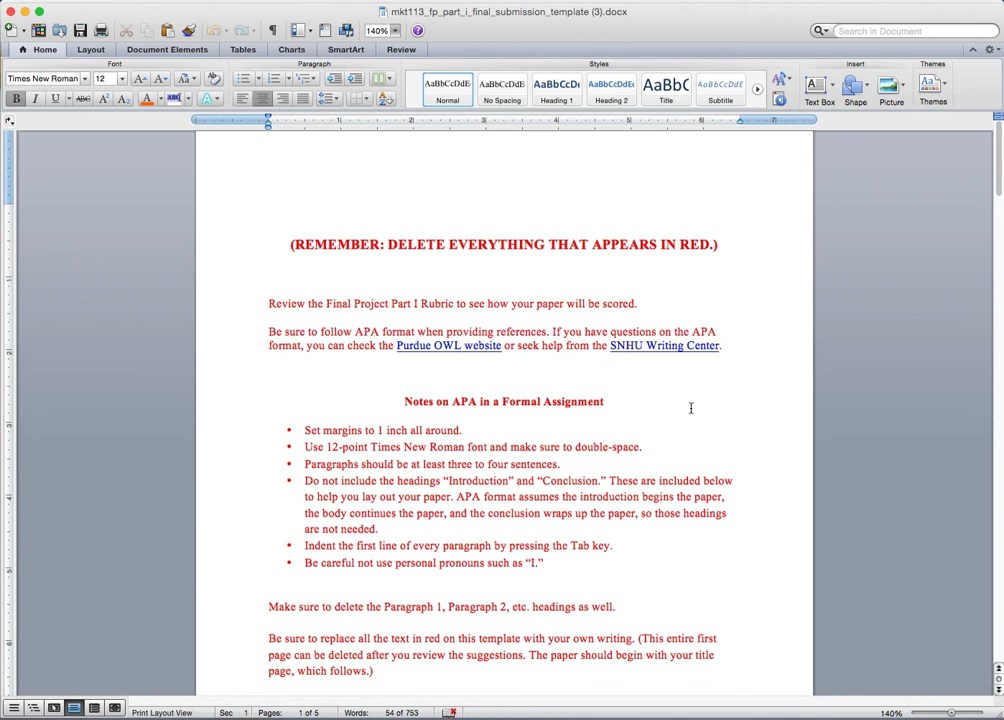 mkt113_fp_part_i_final_submission_template (3).docx
140%
Search in Document
Home Layout Document Elements Tables Charts SmartArt Review
Font Paragraph Styles Insert Themes
Times New Roman 12
AaBbCcDdE AaBbCcDdE AaBbCcDc AaBbCcDdEe AaBbC AaBbCcDdE
Normal No Spacing Heading 1 Heading 2 Title Subtitle
Text Box Shape Picture Themes
B I U ABC A² A₂ A ABC A
1 2 3 4 5 6 7
(REMEMBER: DELETE EVERYTHING THAT APPEARS IN RED.)
Review the Final Project Part I Rubric to see how your paper will be scored.
Be sure to follow APA format when providing references. If you have questions on the APA
format, you can check the Purdue OWL website or seek help from the SNHU Writing Center.
Notes on APA in a Formal Assignment
• Set margins to 1 inch all around.
• Use 12-point Times New Roman font and make sure to double-space.
• Paragraphs should be at least three to four sentences.
• Do not include the headings “Introduction” and “Conclusion.” These are included below
to help you lay out your paper. APA format assumes the introduction begins the paper,
the body continues the paper, and the conclusion wraps up the paper, so those headings
are not needed.
• Indent the first line of every paragraph by pressing the Tab key.
• Be careful not use personal pronouns such as “I.”
Make sure to delete the Paragraph 1, Paragraph 2, etc. headings as well.
Be sure to replace all the text in red on this template with your own writing. (This entire first
page can be deleted after you review the suggestions. The paper should begin with your title
page, which follows.)
Print Layout View Sec 1 Pages: 1 of 5 Words: 54 of 753 140%